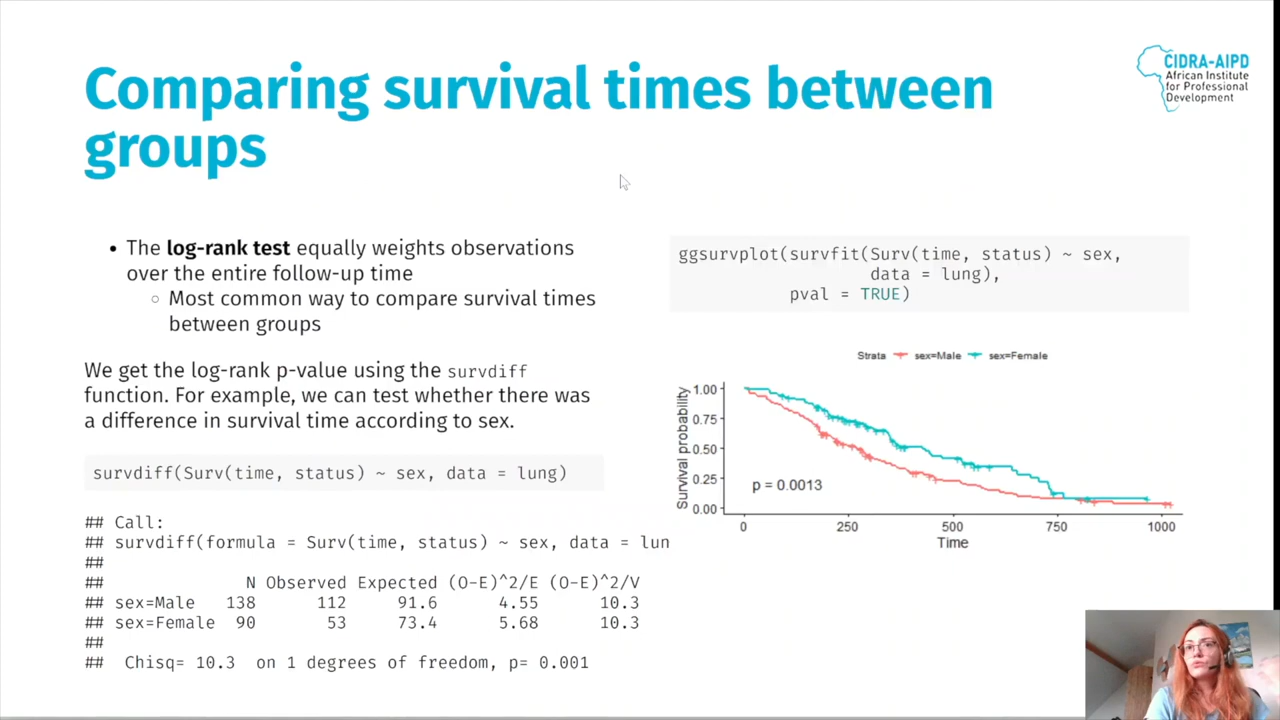 Comparing survival times between
groups
CIDRA-AIPD
African Institute
for Professional
Development
• The log-rank test equally weights observations
over the entire follow-up time
○ Most common way to compare survival times
between groups
We get the log-rank p-value using the survdiff
function. For example, we can test whether there was
a difference in survival time according to sex.
survdiff(Surv(time, status) ~ sex, data = lung)
## Call:
## survdiff(formula = Surv(time, status) ~ sex, data = lun
##
## N Observed Expected (O-E)^2/E (O-E)^2/V
## sex=Male 138 112 91.6 4.55 10.3
## sex=Female 90 53 73.4 5.68 10.3
##
## Chisq= 10.3 on 1 degrees of freedom, p= 0.001
ggsurvplot(survfit(Surv(time, status) ~ sex,
data = lung),
pval = TRUE)
Strata sex=Male sex=Female
Survival probability
1.00
0.75
0.50
0.25
0.00
p = 0.0013
0 250 500 750 1000
Time